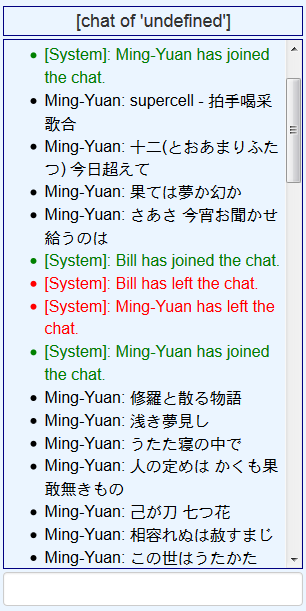 [chat of 'undefined']
[System]: Ming-Yuan has joined
the chat.
Ming-Yuan: supercell - 拍手喝采
歌合
Ming-Yuan: 十二(とおあまりふた
つ) 今日超えて
Ming-Yuan: 果ては夢か幻か
Ming-Yuan: さあさ 今宵お聞かせ
給うのは
[System]: Bill has joined the chat.
[System]: Bill has left the chat.
[System]: Ming-Yuan has left the
chat.
[System]: Ming-Yuan has joined
the chat.
Ming-Yuan: 修羅と散る物語
Ming-Yuan: 浅き夢見し
Ming-Yuan: うたた寝の中で
Ming-Yuan: 人の定めは かくも果
敢無きもの
Ming-Yuan: 己が刀 七つ花
Ming-Yuan: 相容れぬは赦すまじ
Ming-Yuan: この世はうたかた